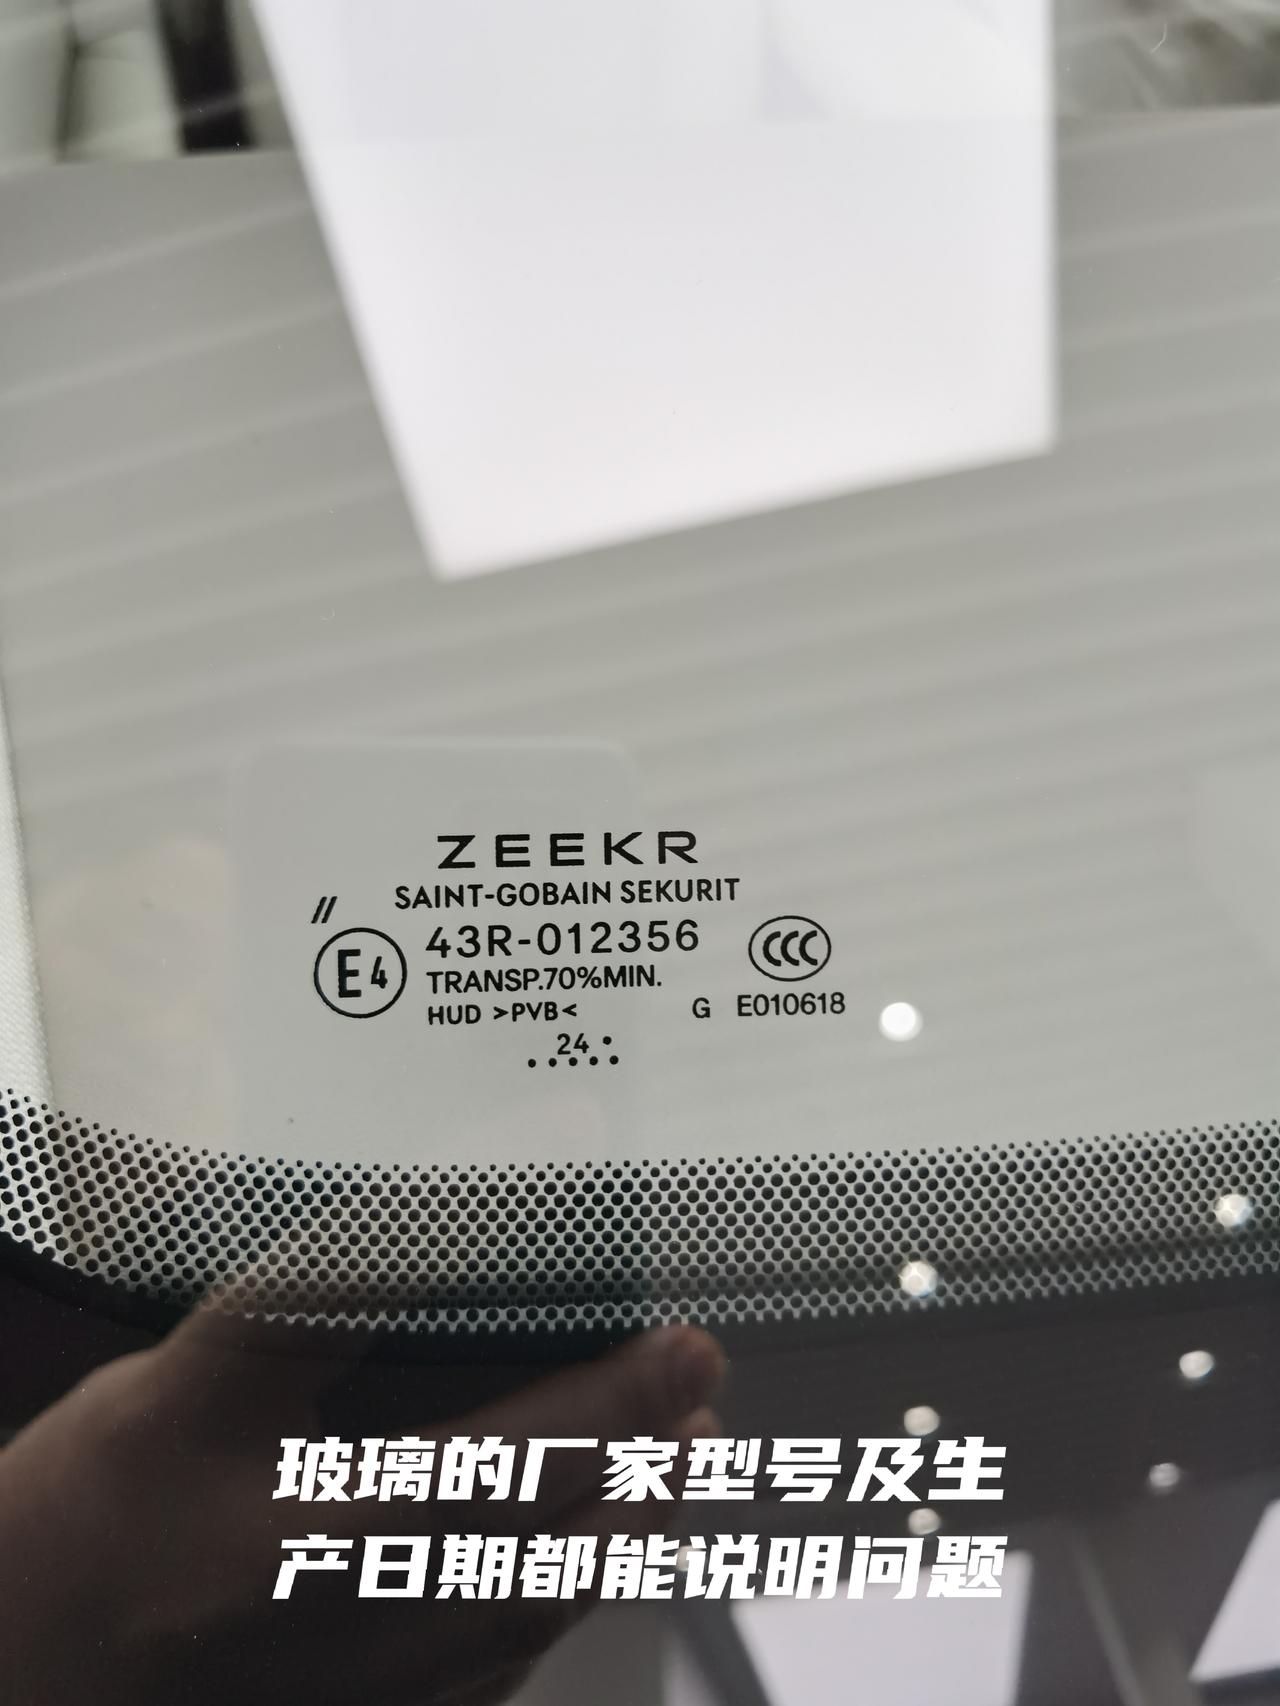 ZEEKR
SAINT-GOBAIN SEKURIT
//
E4
43R-012356
CCC
TRANSP.70%MIN.
HUD >PVB<
G E010618
..24⋮..
玻璃的厂家型号及生
产日期都能说明问题